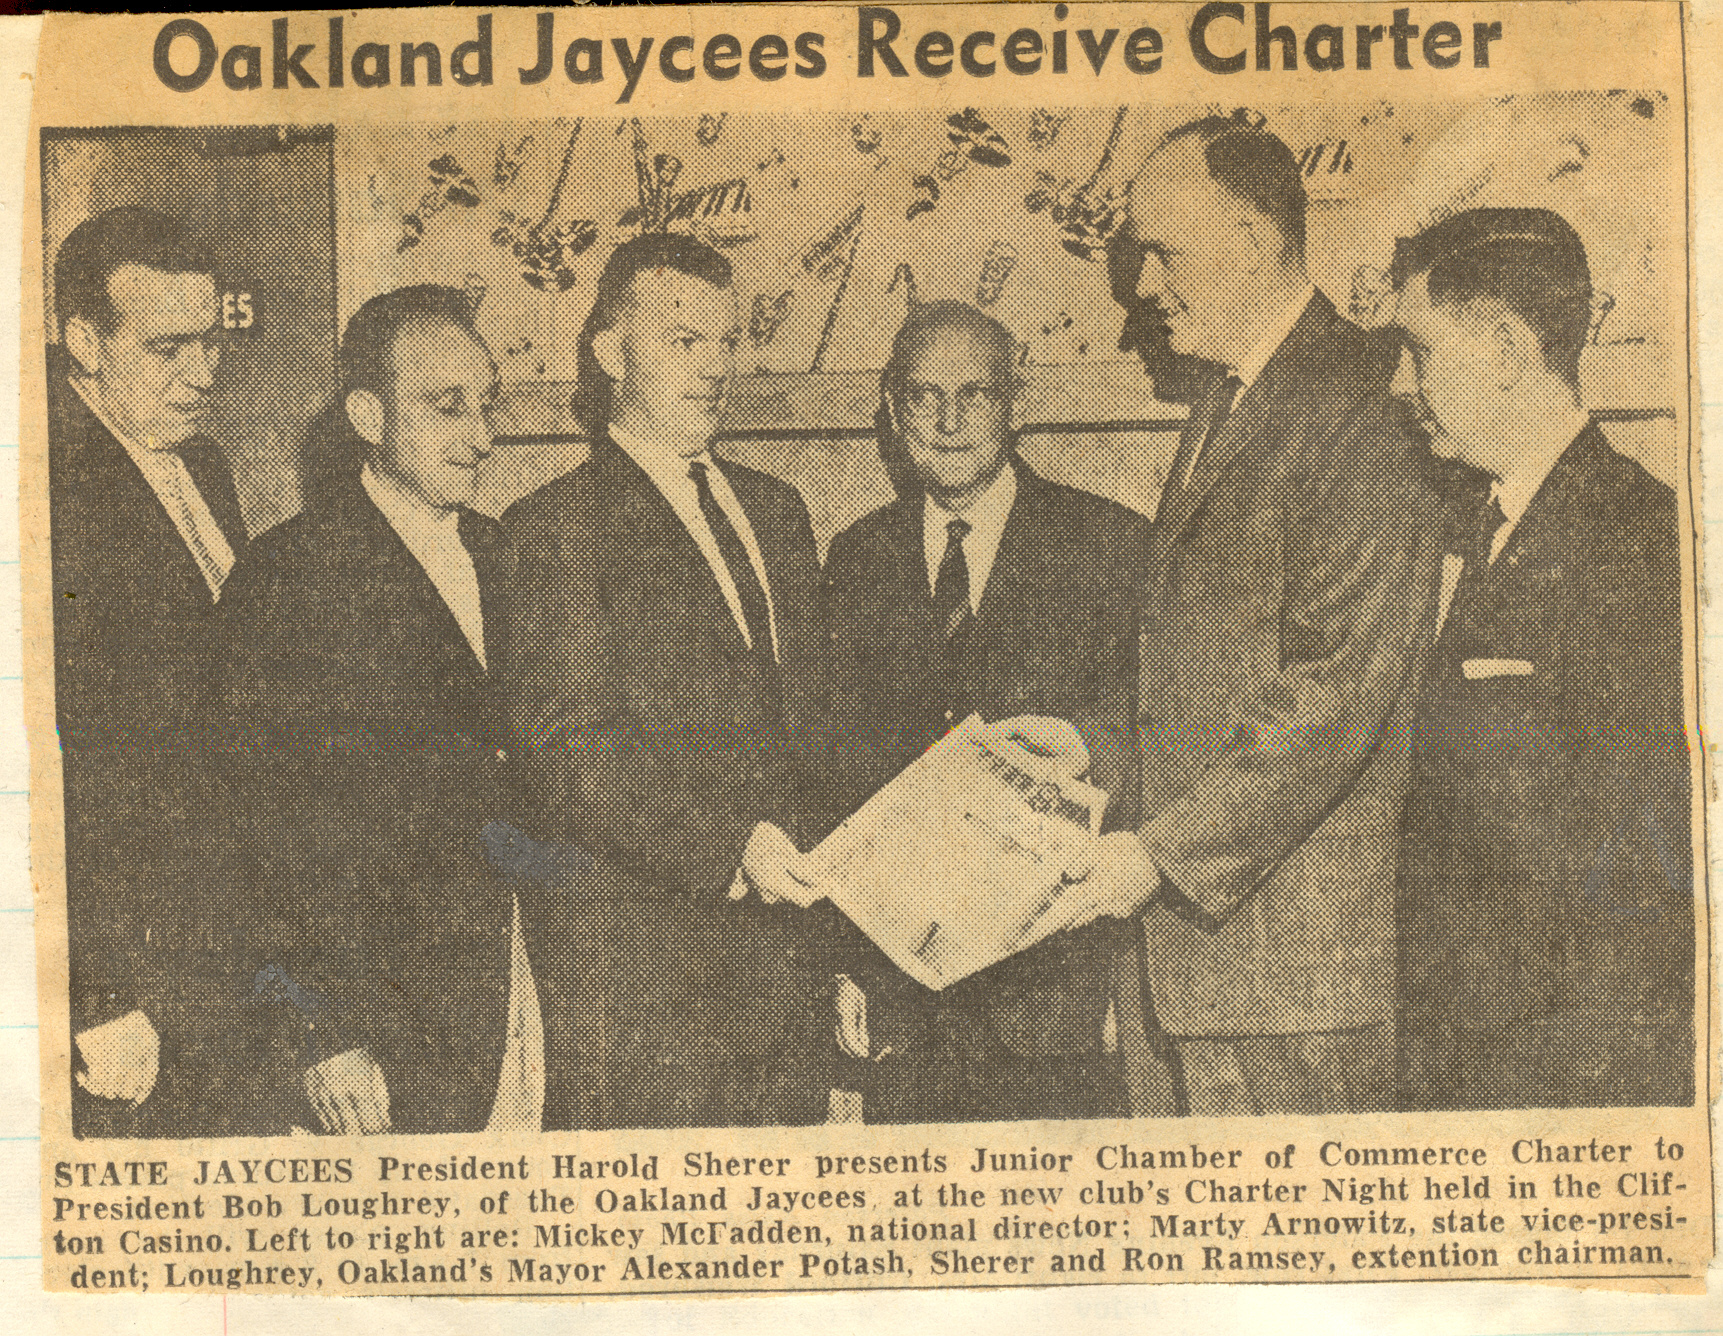 Oakland Jaycees Receive Charter
ES
STATE JAYCEES President Harold Sherer presents Junior Chamber of Commerce Charter to
President Bob Loughrey, of the Oakland Jaycees, at the new club's Charter Night held in the Clif-
ton Casino. Left to right are: Mickey McFadden, national director; Marty Arnowitz, state vice-presi-
dent; Loughrey, Oakland's Mayor Alexander Potash, Sherer and Ron Ramsey, extention chairman.